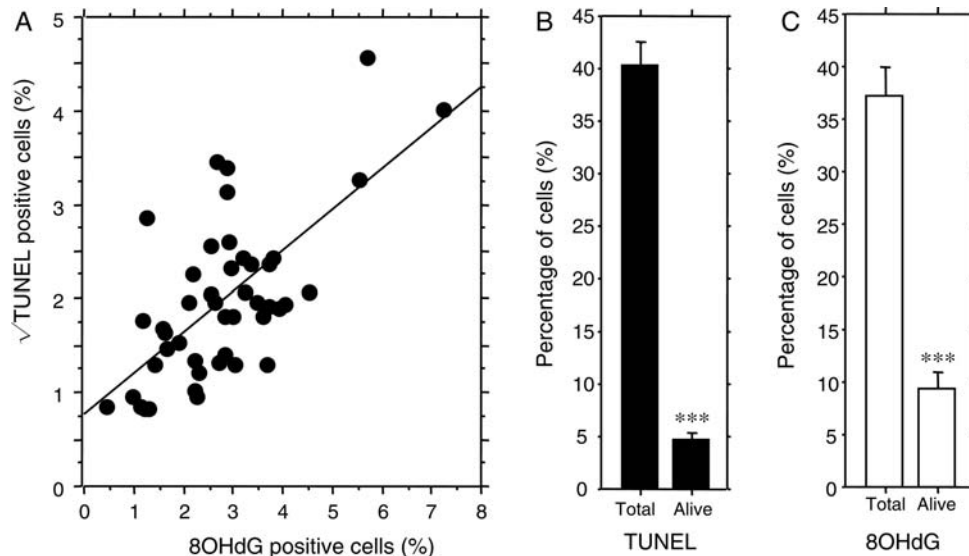 A
√TUNEL positive cells (%)
5
4
3
2
1
0
0 1 2 3 4 5 6 7 8
8OHdG positive cells (%)
B
Percentage of cells (%)
45
40
45
30
25
20
15
10
5
0
***
Total Alive
TUNEL
C
Percentage of cells (%)
45
40
45
30
25
20
15
10
5
0
***
Total Alive
8OHdG